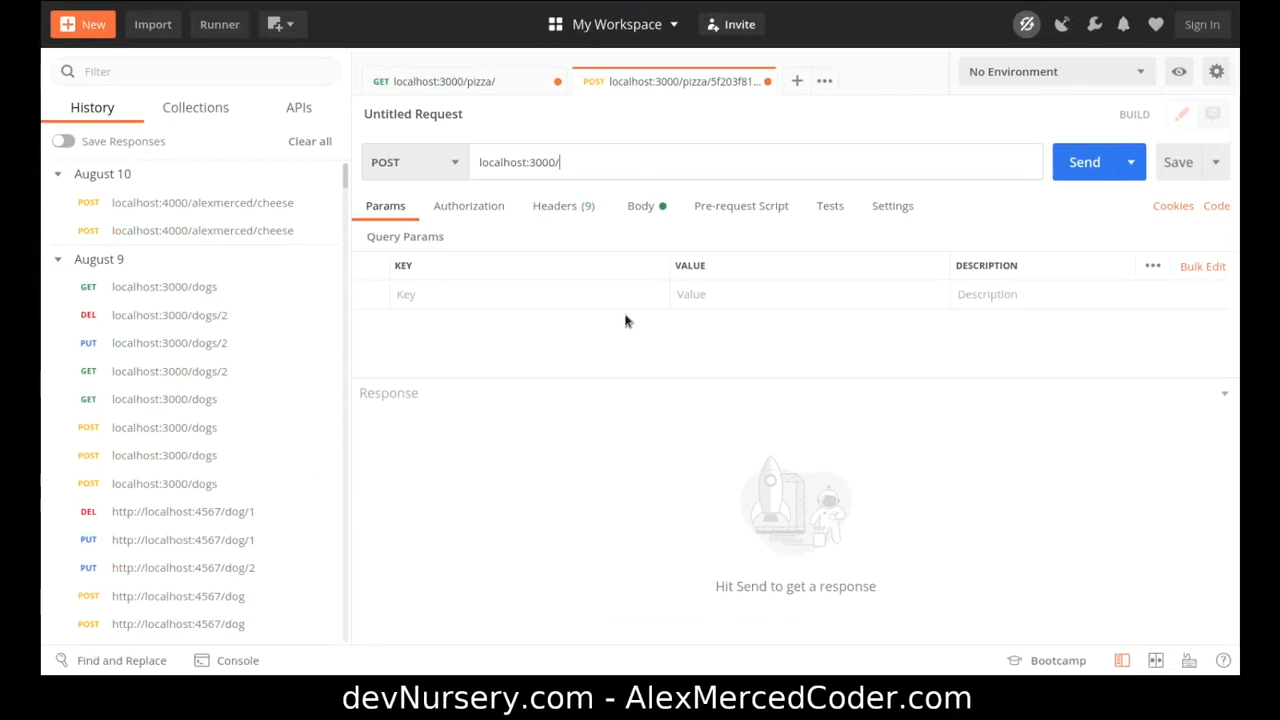 New Import Runner My Workspace Invite Sign In
Filter
History Collections APIs
Save Responses Clear all
August 10
POST localhost:4000/alexmerced/cheese
POST localhost:4000/alexmerced/cheese
August 9
GET localhost:3000/dogs
DEL localhost:3000/dogs/2
PUT localhost:3000/dogs/2
GET localhost:3000/dogs/2
GET localhost:3000/dogs
POST localhost:3000/dogs
POST localhost:3000/dogs
POST localhost:3000/dogs
DEL http://localhost:4567/dog/1
PUT http://localhost:4567/dog/1
PUT http://localhost:4567/dog/2
POST http://localhost:4567/dog
POST http://localhost:4567/dog
GET localhost:3000/pizza/ POST localhost:3000/pizza/5f203f81... No Environment
Untitled Request BUILD
POST localhost:3000/ Send Save
Params Authorization Headers (9) Body Pre-request Script Tests Settings Cookies Code
Query Params
KEY VALUE DESCRIPTION Bulk Edit
Key Value Description
Response
Hit Send to get a response
Find and Replace Console Bootcamp
devNursery.com - AlexMercedCoder.com